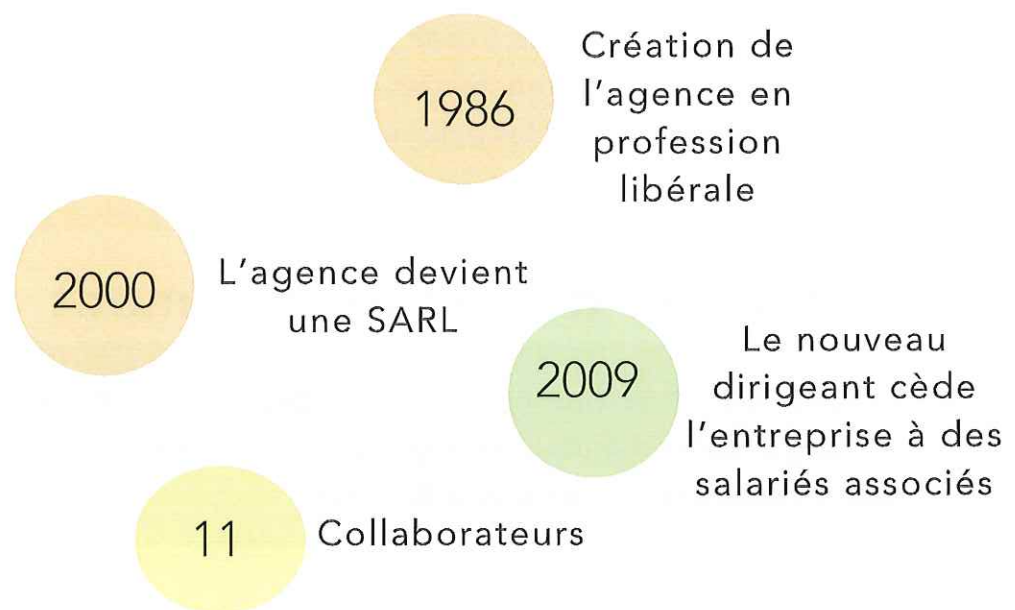 1986
Création de
l'agence en
profession
libérale
2000
L'agence devient
une SARL
2009
Le nouveau
dirigeant cède
l'entreprise à des
salariés associés
11
Collaborateurs